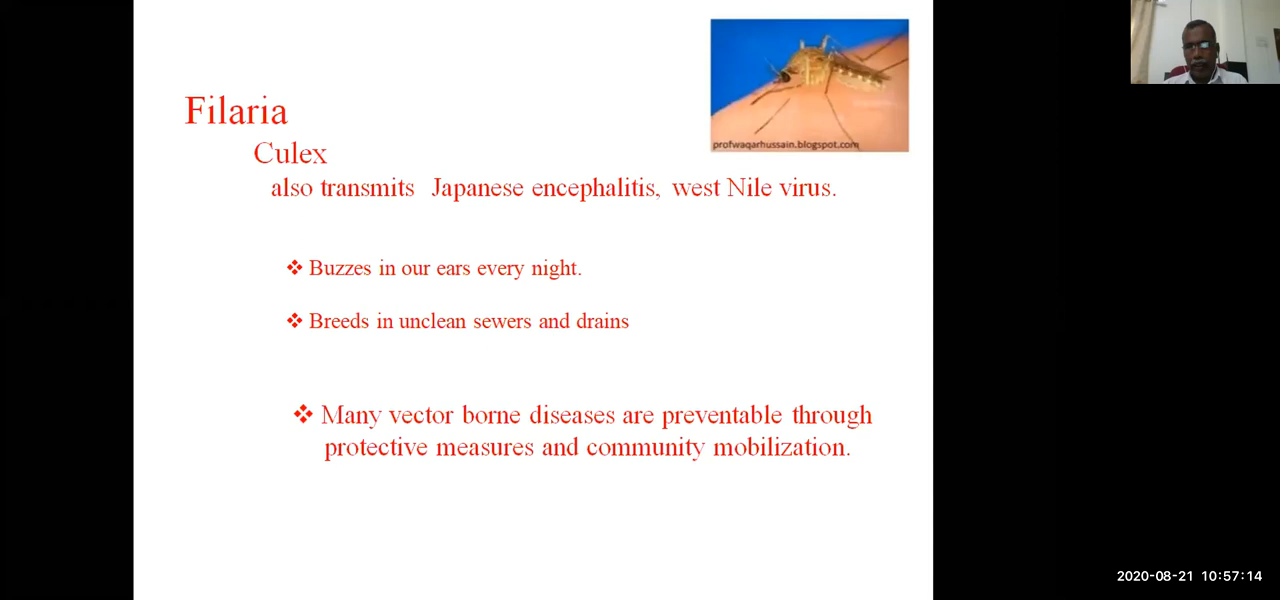 profwaqarhussain.blogspot.com
Filaria
Culex
also transmits Japanese encephalitis, west Nile virus.
❖ Buzzes in our ears every night.
❖ Breeds in unclean sewers and drains
❖ Many vector borne diseases are preventable through
protective measures and community mobilization.
2020-08-21 10:57:14